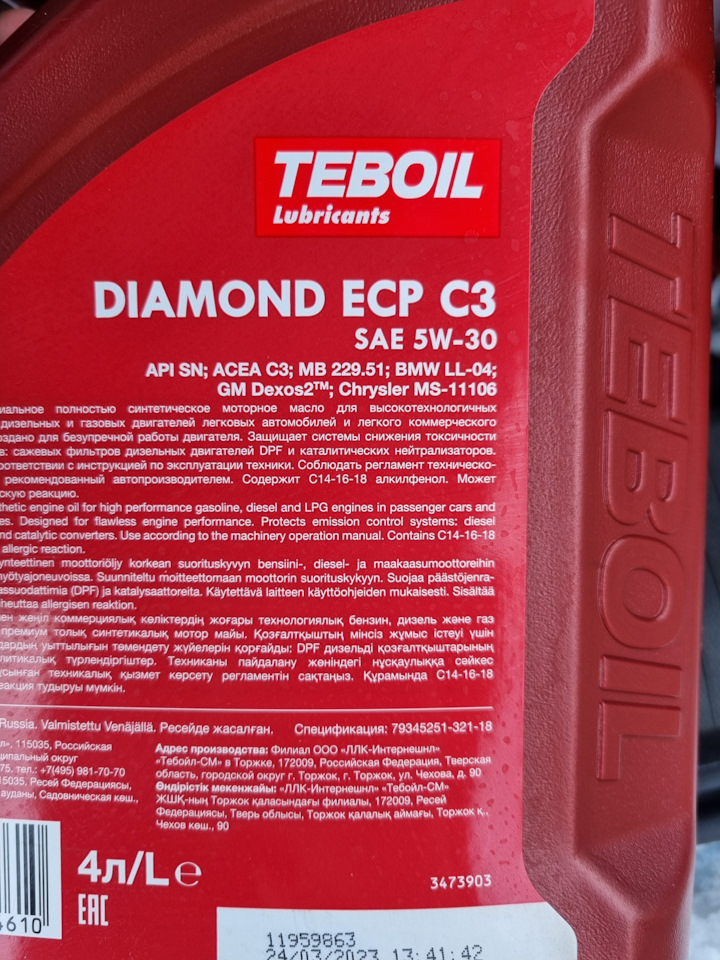 TEBOIL
Lubricants
TEBOIL
DIAMOND ECP C3
SAE 5W-30
API SN; ACEA C3; MB 229.51; BMW LL-04;
GM Dexos2™; Chrysler MS-11106
иальное полностью синтетическое моторное масло для высокотехнологичных
дизельных и газовых двигателей легковых автомобилей и легкого коммерческого
оздано для безупречной работы двигателя. Защищает системы снижения токсичности
в: сажевых фильтров дизельных двигателей DPF и каталитических нейтрализаторов.
оответствии с инструкцией по эксплуатации техники. Соблюдать регламент техническо-
рекомендованный автопроизводителем. Содержит C14-16-18 алкилфенол. Может
скую реакцию.
thetic engine oil for high performance gasoline, diesel and LPG engines in passenger cars and
es. Designed for flawless engine performance. Protects emission control systems: diesel
nd catalytic converters. Use according to the machinery operation manual. Contains C14-16-18
allergic reaction.
ynteettinen moottoriöljy korkean suorituskyvyn bensiini-, diesel- ja maakaasumoottoreihin
yötyajoneuvoissa. Suunniteltu moitteettomaan moottorin suorituskykyyn. Suojaa päästöjenra-
assuodattimia (DPF) ja katalysaattoreita. Käytettävä laitteen käyttöohjeiden mukaisesti. Sisältää
heuttaa allergisen reaktion.
ен жеңіл коммерциялық көліктердің жоғары технологиялық бензин, дизель және газ
премиум толық синтетикалық мотор майы. Қозғалтқыштың мінсіз жұмыс істеуі үшін
дардың уыттылығын төмендету жүйелерін қорғайды: DPF дизельді қозғалтқыштарының
литикалық түрлендіргіштер. Техниканы пайдалану жөніндегі нұсқаулыққа сәйкес
ұсынған техникалық қызмет көрсету регламентін сақтаңыз. Құрамында C14-16-18
еакция тудыруы мүмкін.
Russia. Valmistettu Venäjällä. Ресейде жасалған. Спецификация: 79345251-321-18
л», 115035, Российская
ципальный округ
75. тел.: +7(495) 981-70-70
15035, Ресей Федерациясы,
ауданы, Садовническая көш.,
Адрес производства: Филиал ООО «ЛЛК-Интернешнл»
«Тебойл-СМ» в Торжке, 172009, Российская Федерация, Тверская
область, городской округ г. Торжок, г. Торжок, ул. Чехова, д. 90
Өндірістік мекенжайы: «ЛЛК-Интернешнл» «Тебойл-СМ»
ЖШҚ-ның Торжок қаласындағы филиалы, 172009, Ресей
Федерациясы, Тверь облысы, Торжок қалалық аймағы, Торжок қ.,
Чехов көш., 90
4л/L e
EAC
4610
3473903
11959863
24/03/2023 13:41:42